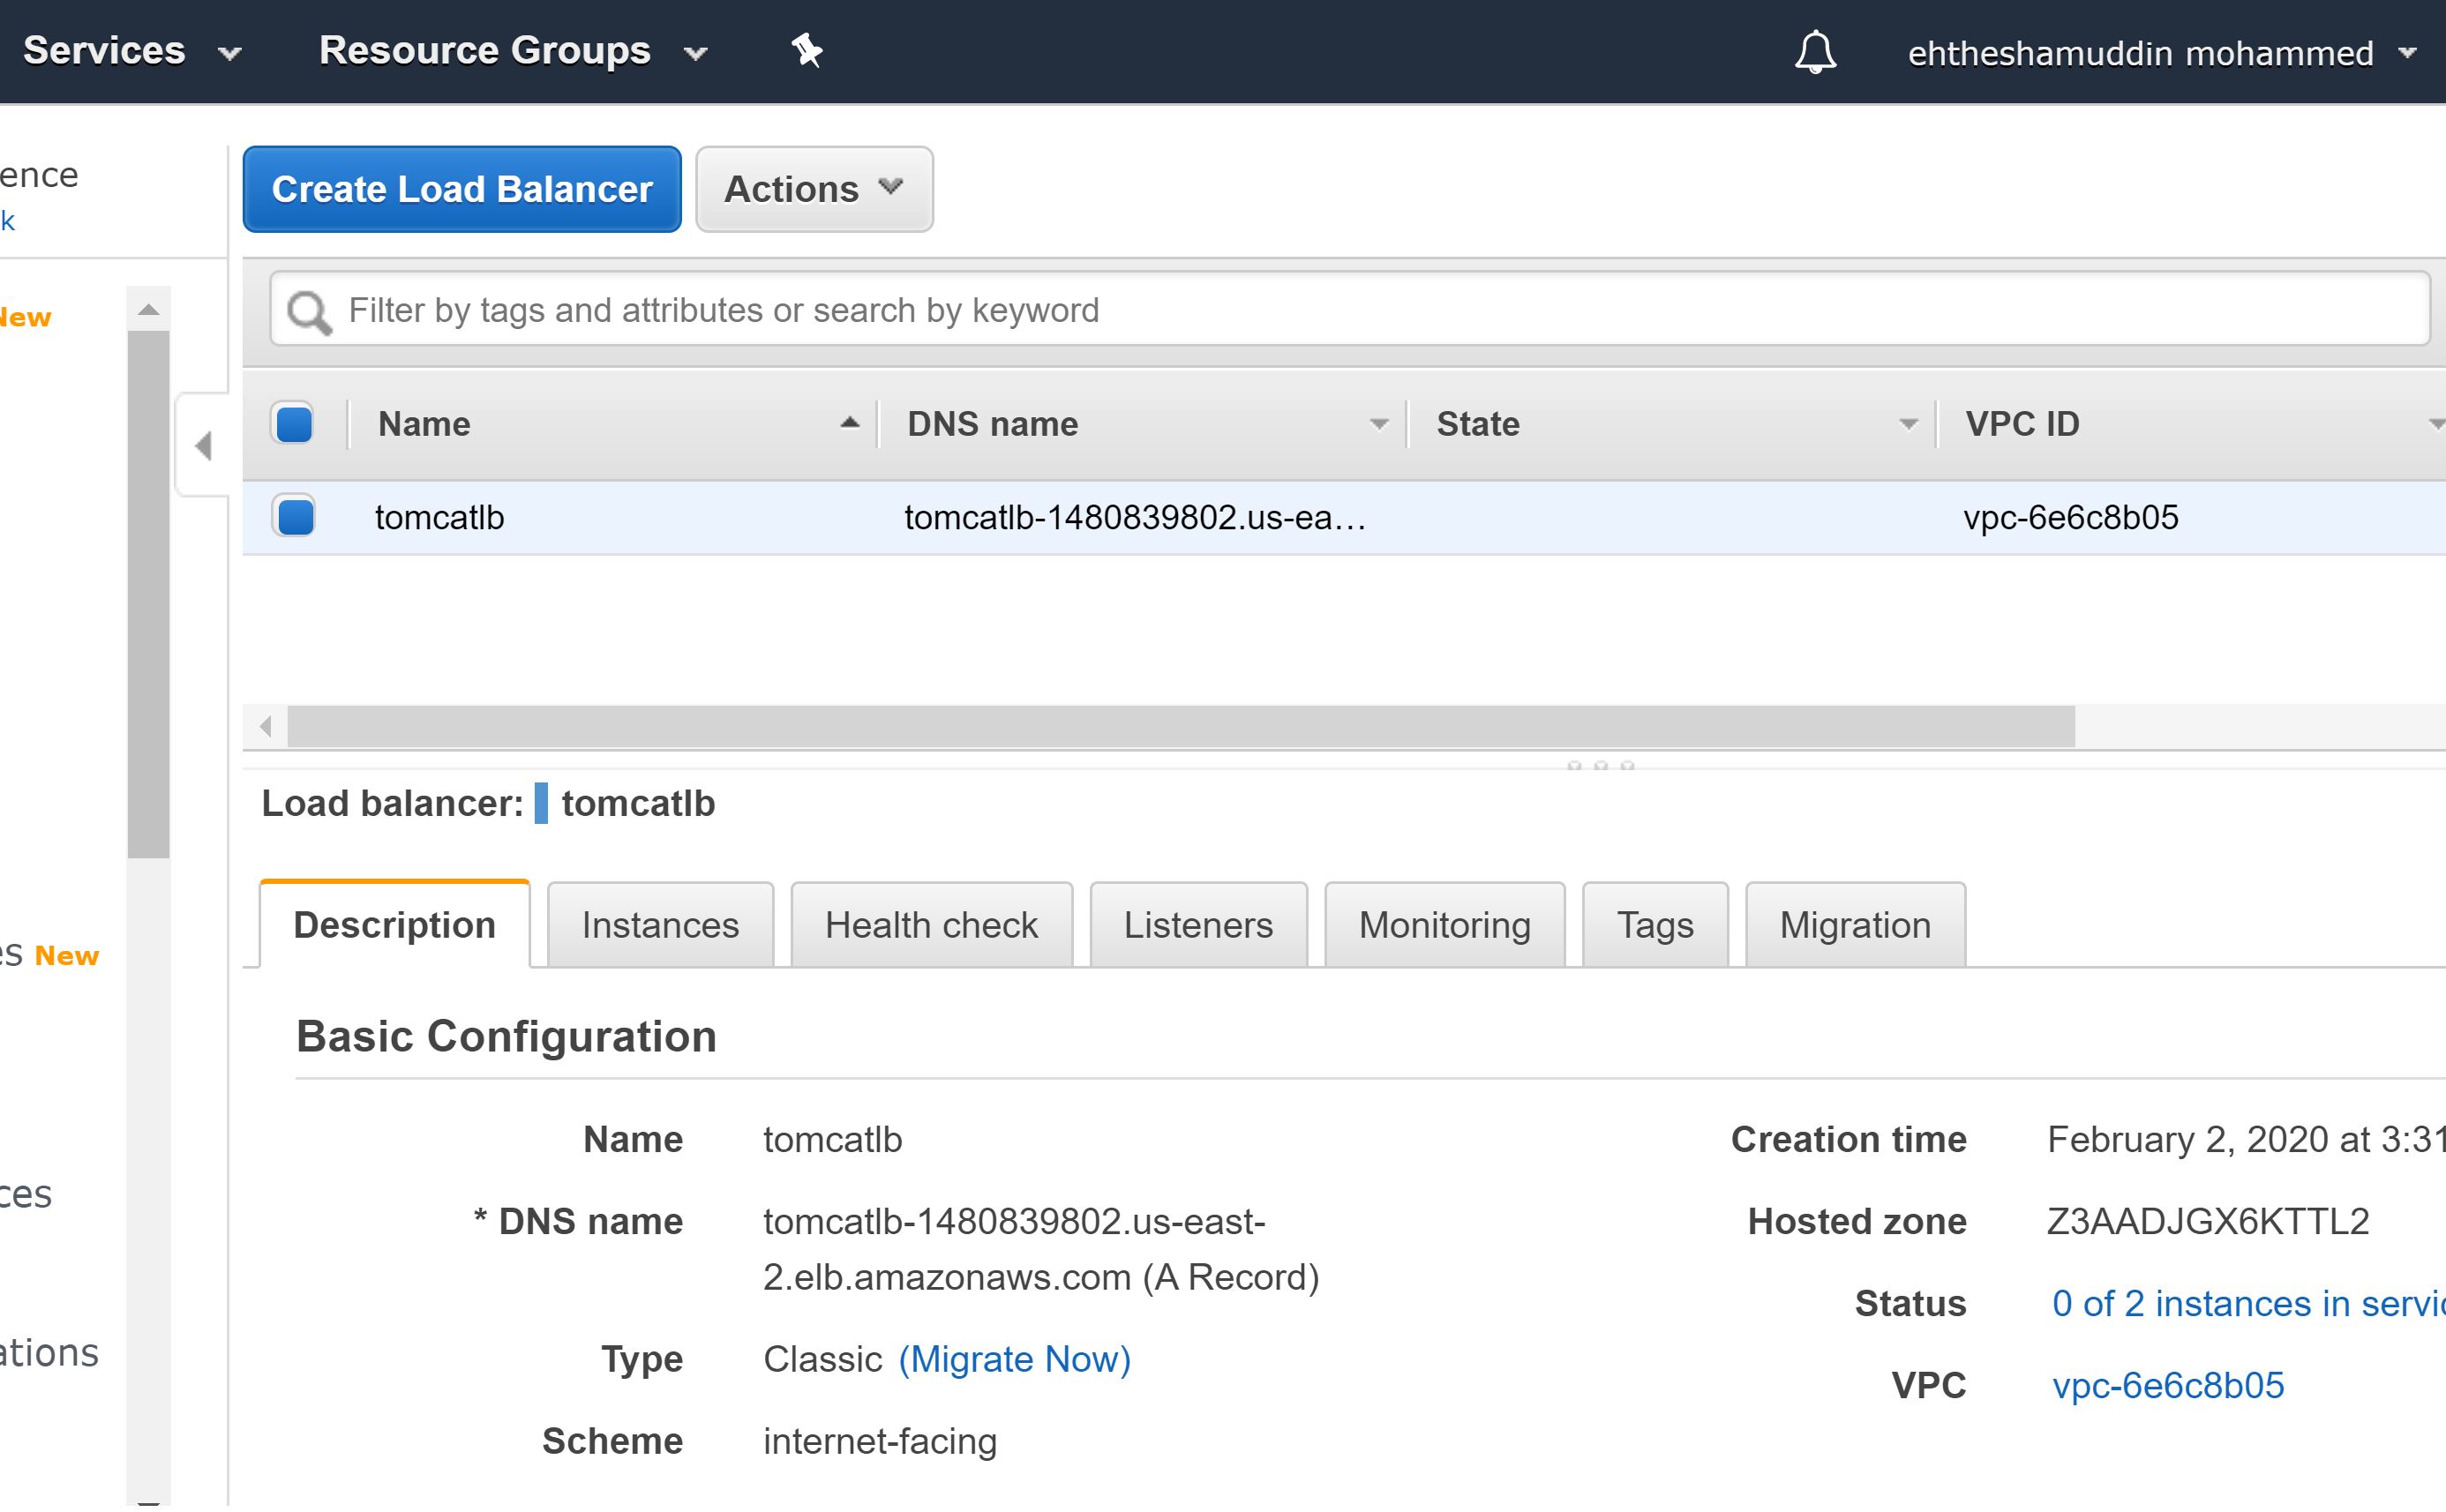 Services
Resource Groups
ehtheshamuddin mohammed
ence
k
New
es New
ces
ations
Create Load Balancer
Actions
Filter by tags and attributes or search by keyword
Name
DNS name
State
VPC ID
tomcatlb
tomcatlb-1480839802.us-ea…
vpc-6e6c8b05
Load balancer: tomcatlb
Description
Instances
Health check
Listeners
Monitoring
Tags
Migration
Basic Configuration
Name
tomcatlb
* DNS name
tomcatlb-1480839802.us-east-
2.elb.amazonaws.com (A Record)
Type
Classic (Migrate Now)
Scheme
internet-facing
Creation time
February 2, 2020 at 3:31
Hosted zone
Z3AADJGX6KTTL2
Status
0 of 2 instances in servic
VPC
vpc-6e6c8b05